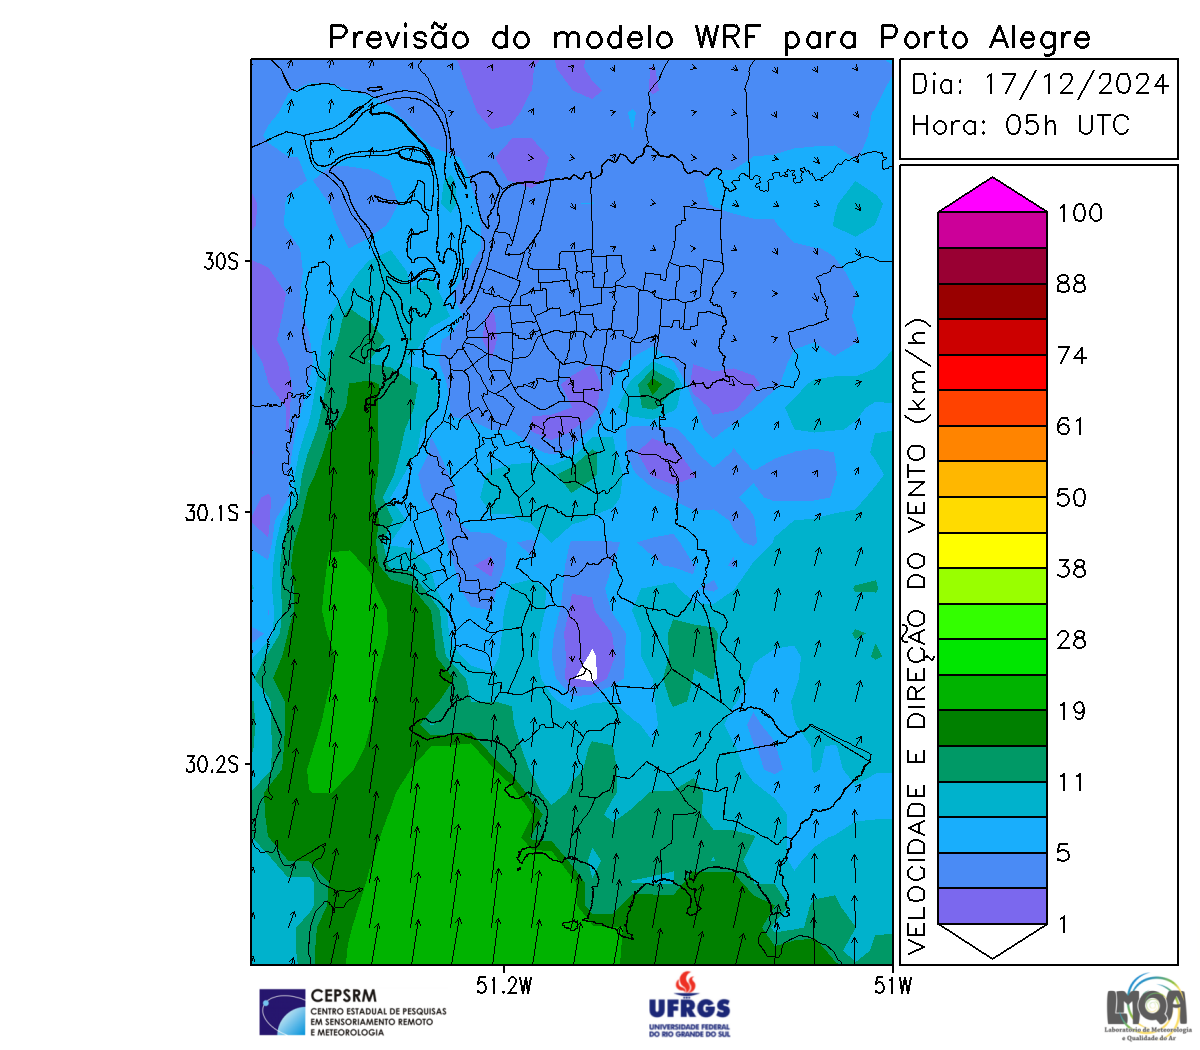 Previsão do modelo WRF para Porto Alegre
Dia: 17/12/2024
Hora: 05h UTC
30S
30.1S
30.2S
51.2W
51W
VELOCIDADE E DIREÇÃO DO VENTO (km/h)
100
88
74
61
50
38
28
19
11
5
1
CEPSRM
CENTRO ESTADUAL DE PESQUISAS
EM SENSORIAMENTO REMOTO
E METEOROLOGIA
UFRGS
UNIVERSIDADE FEDERAL
DO RIO GRANDE DO SUL
LMQA
Laboratório de Meteorologia
e Qualidade do Ar